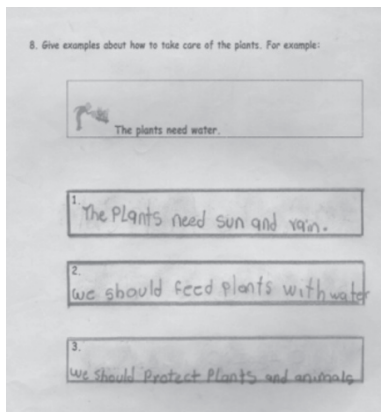 8. Give examples about how to take care of the plants. For example:
The plants need water.
1.
The Plants need sun and rain.
2.
we should feed plants with water
3.
we should Protect Plants and animals